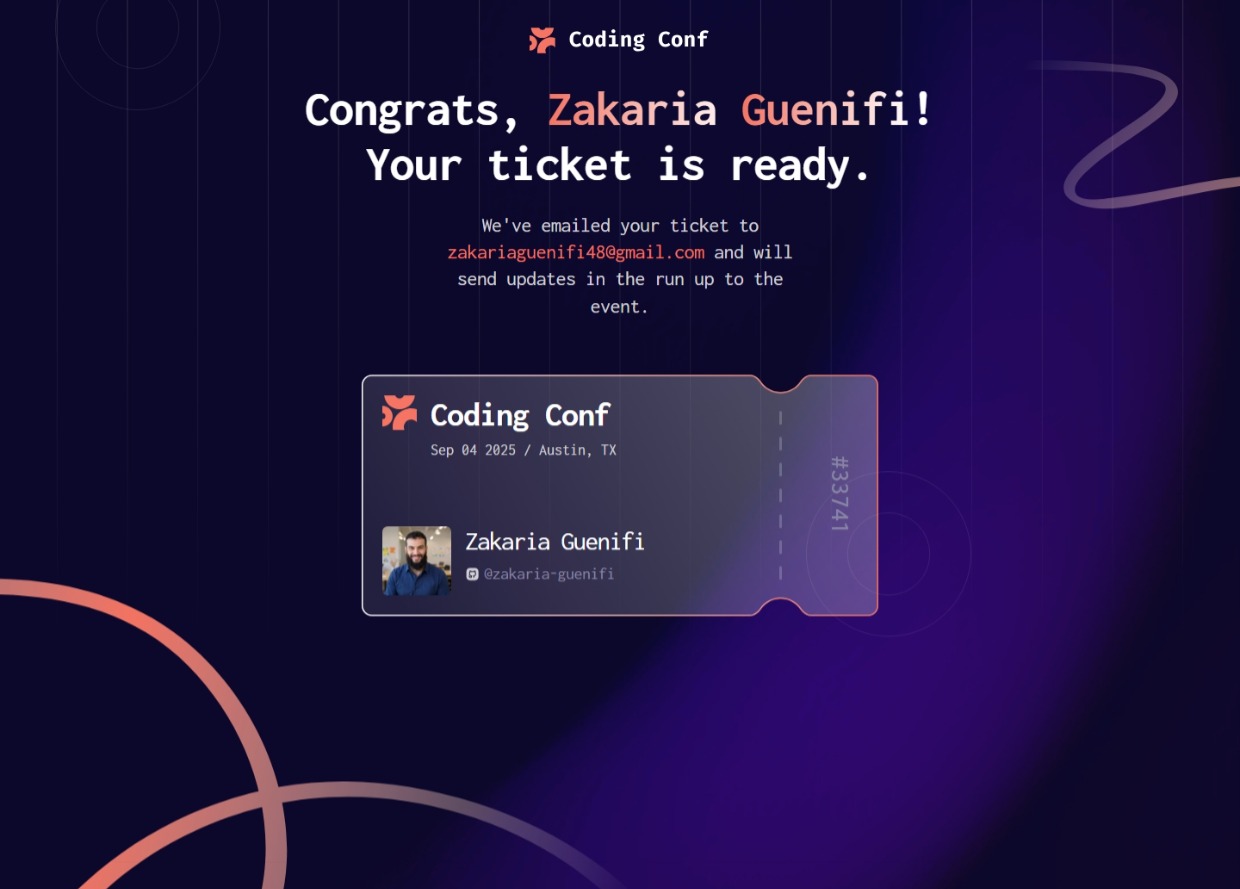 Coding Conf
Congrats, Zakaria Guenifi!
Your ticket is ready.
We've emailed your ticket to
zakariaguenifi48@gmail.com and will
send updates in the run up to the
event.
Coding Conf
Sep 04 2025 / Austin, TX
#33741
Zakaria Guenifi
@zakaria-guenifi